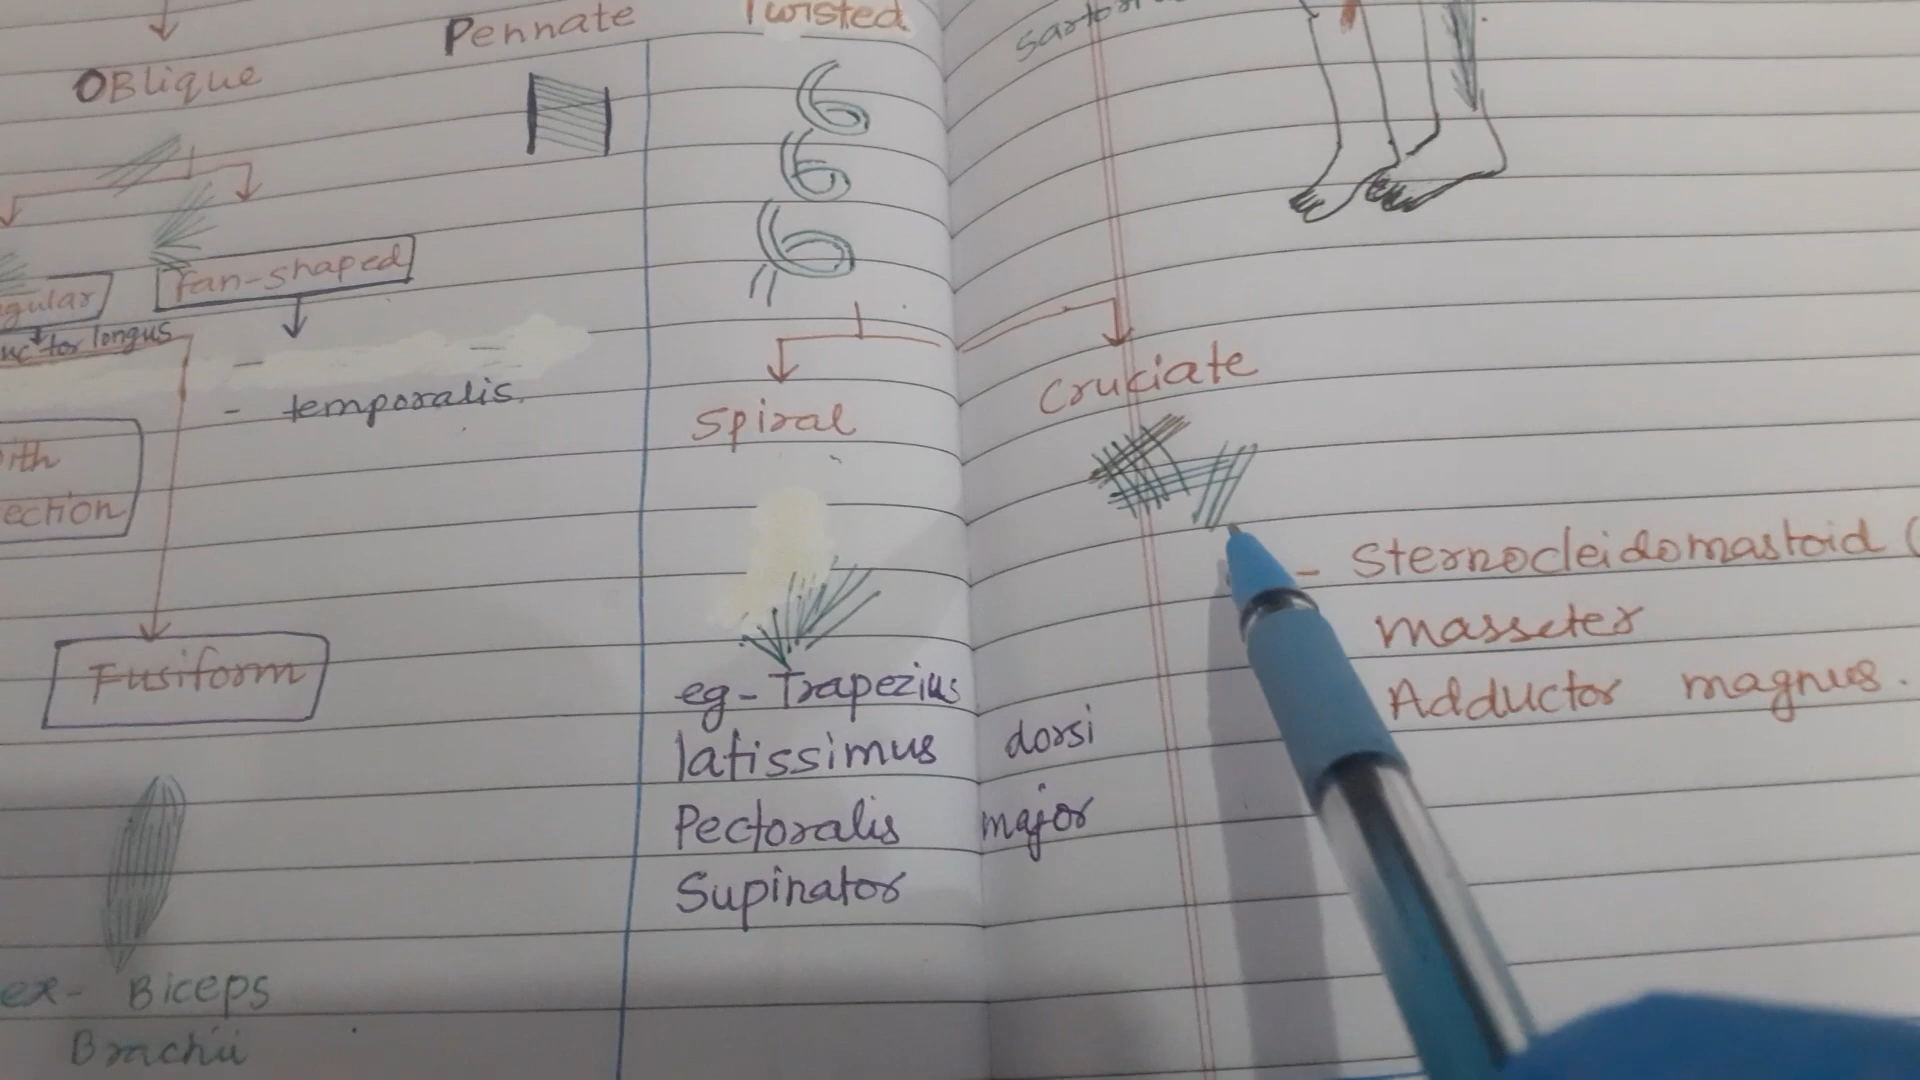 Pennate
Twisted
OBlique
fan-shaped
longus
- temporalis.
Fusiform
ex- Biceps
Brachii
Spiral
eg- Trapezius
latissimus dorsi
Pectoralis major
Supinator
Cruciate
- Sternocleidomastoid (
masseter
Adductor magnus.